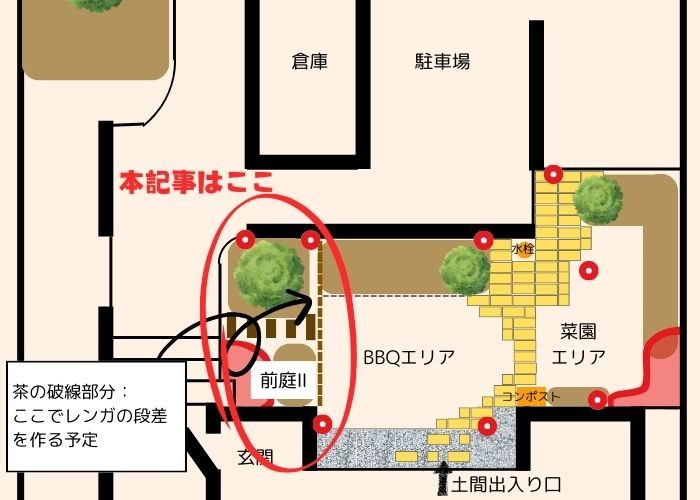 倉庫
駐車場
本記事はここ
水栓
菜園
エリア
BBQエリア
前庭II
コンポスト
茶の破線部分：
ここでレンガの段差
を作る予定
玄関
土間出入り口